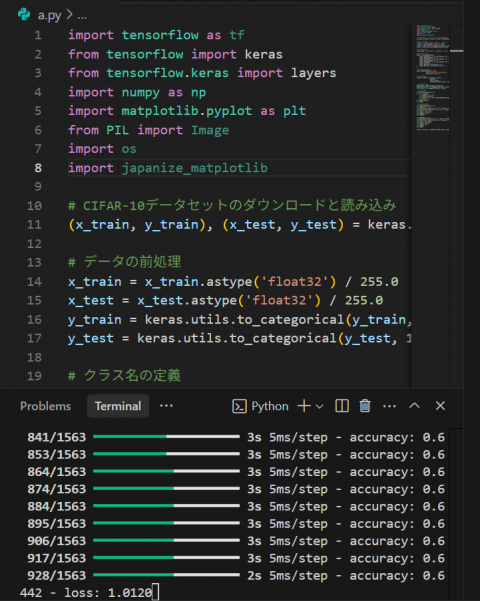 a.py > ...
1 import tensorflow as tf
2 from tensorflow import keras
3 from tensorflow.keras import layers
4 import numpy as np
5 import matplotlib.pyplot as plt
6 from PIL import Image
7 import os
8 import japanize_matplotlib
9
10 # CIFAR-10データセットのダウンロードと読み込み
11 (x_train, y_train), (x_test, y_test) = keras.
12
13 # データの前処理
14 x_train = x_train.astype('float32') / 255.0
15 x_test = x_test.astype('float32') / 255.0
16 y_train = keras.utils.to_categorical(y_train,
17 y_test = keras.utils.to_categorical(y_test, 1
18
19 # クラス名の定義
Problems Terminal ... Python
841/1563 3s 5ms/step - accuracy: 0.6
853/1563 3s 5ms/step - accuracy: 0.6
864/1563 3s 5ms/step - accuracy: 0.6
874/1563 3s 5ms/step - accuracy: 0.6
884/1563 3s 5ms/step - accuracy: 0.6
895/1563 3s 5ms/step - accuracy: 0.6
906/1563 3s 5ms/step - accuracy: 0.6
917/1563 3s 5ms/step - accuracy: 0.6
928/1563 2s 5ms/step - accuracy: 0.6
442 - loss: 1.0120